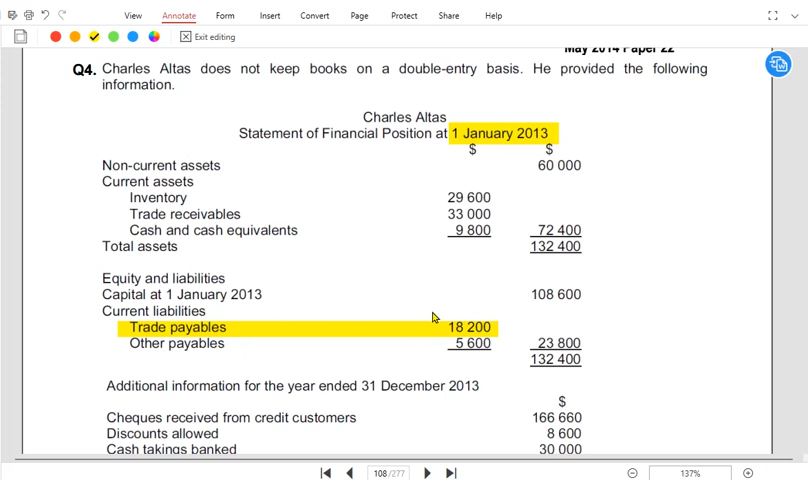 View Annotate Form Insert Convert Page Protect Share Help
Exit editing
May 2014 Paper 22
Q4. Charles Altas does not keep books on a double-entry basis. He provided the following
information.
Charles Altas
Statement of Financial Position at 1 January 2013
$ $
Non-current assets 60 000
Current assets
Inventory 29 600
Trade receivables 33 000
Cash and cash equivalents 9 800 72 400
Total assets 132 400
Equity and liabilities
Capital at 1 January 2013 108 600
Current liabilities
Trade payables 18 200
Other payables 5 600 23 800
132 400
Additional information for the year ended 31 December 2013
$
Cheques received from credit customers 166 660
Discounts allowed 8 600
Cash takings banked 30 000
108 /277
137%